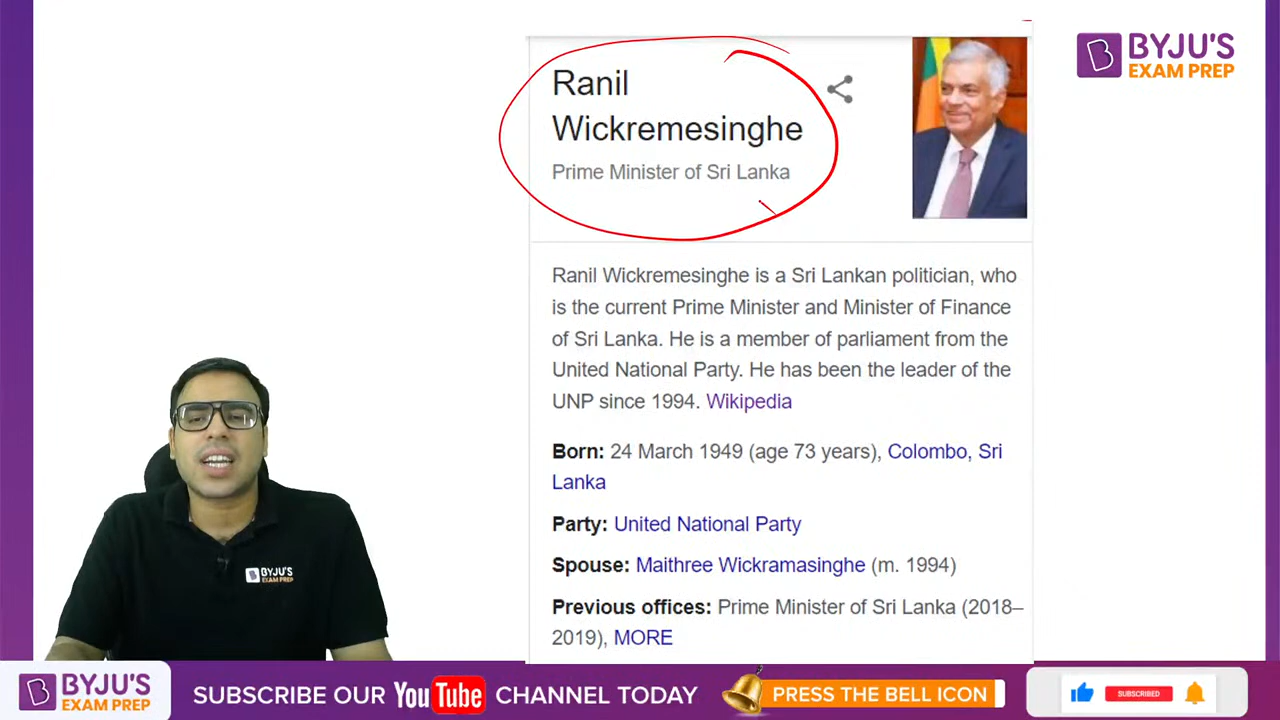 BYJU'S
EXAM PREP
Ranil
Wickremesinghe
Prime Minister of Sri Lanka
Ranil Wickremesinghe is a Sri Lankan politician, who
is the current Prime Minister and Minister of Finance
of Sri Lanka. He is a member of parliament from the
United National Party. He has been the leader of the
UNP since 1994. Wikipedia
Born: 24 March 1949 (age 73 years), Colombo, Sri
Lanka
Party: United National Party
Spouse: Maithree Wickramasinghe (m. 1994)
Previous offices: Prime Minister of Sri Lanka (2018–
2019), MORE
BYJU'S
EXAM PREP
BYJU'S
EXAM PREP
SUBSCRIBE OUR YouTube CHANNEL TODAY
PRESS THE BELL ICON
SUBSCRIBED